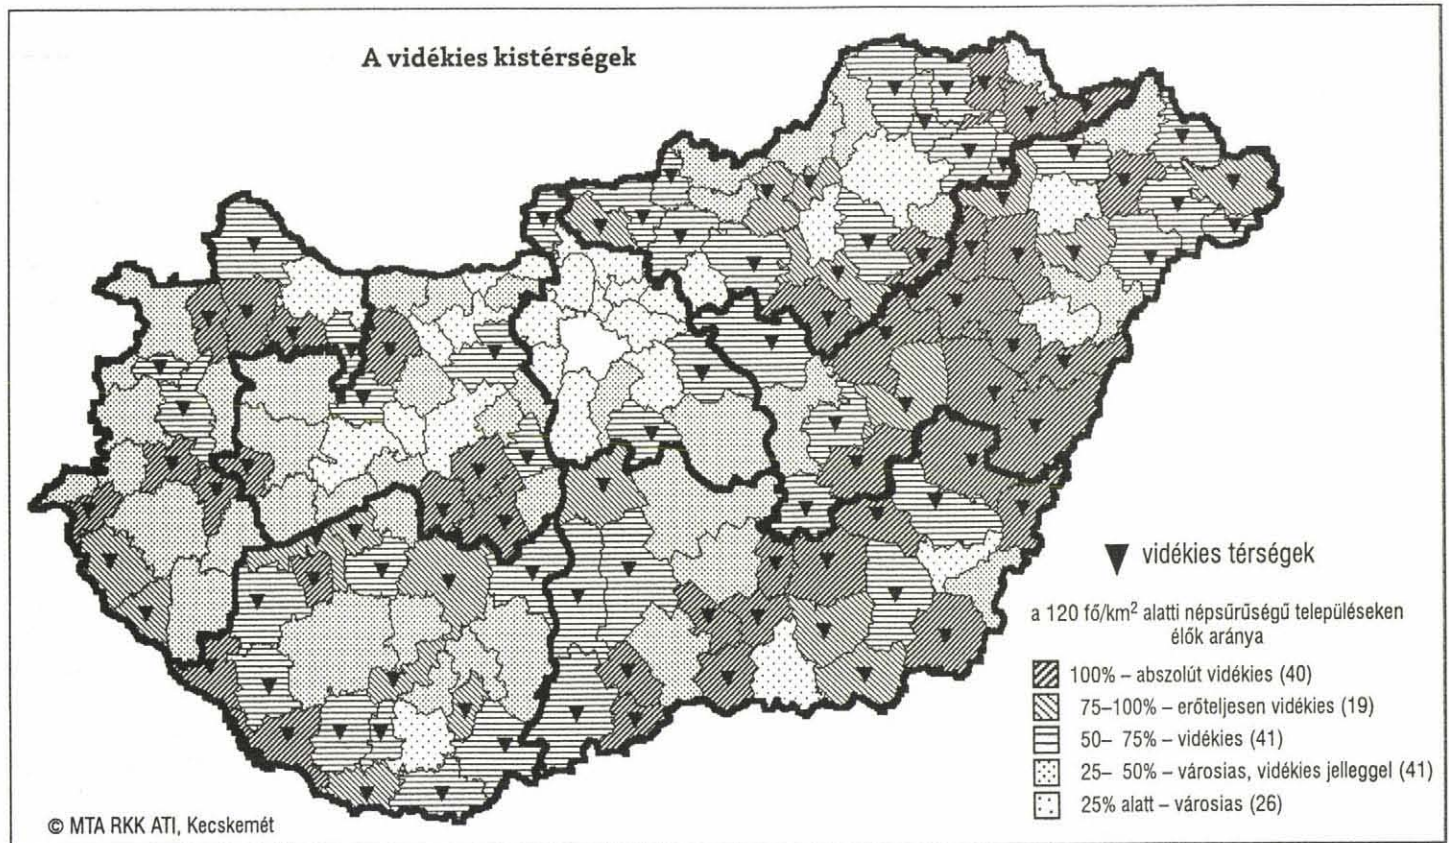 A vidékies kistérségek
vidékies térségek
a 120 fő/km² alatti népsűrűségű településeken
élők aránya
100% – abszolút vidékies (40)
75–100% – erőteljesen vidékies (19)
50– 75% – vidékies (41)
25– 50% – városias, vidékies jelleggel (41)
25% alatt – városias (26)
© MTA RKK ATI, Kecskemét